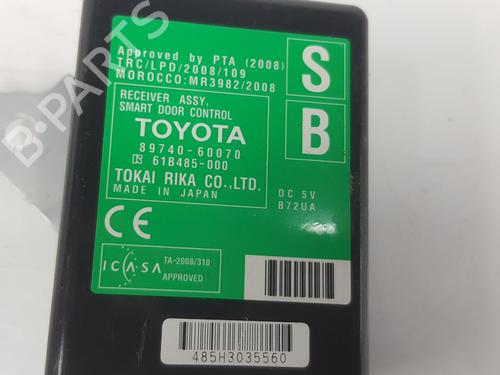 Approved by PTA (2008)
TRC/LPD/2008/109
MOROCCO:MR3982/2008
S
B
RECEIVER ASSY,
SMART DOOR CONTROL
TOYOTA
89740-60070
61B485-000
TOKAI RIKA CO.,LTD.
MADE IN JAPAN
DC 5V
B72UA
CE
ICASA
TA-2008/310
APPROVED
485H3035560
B-PARTS